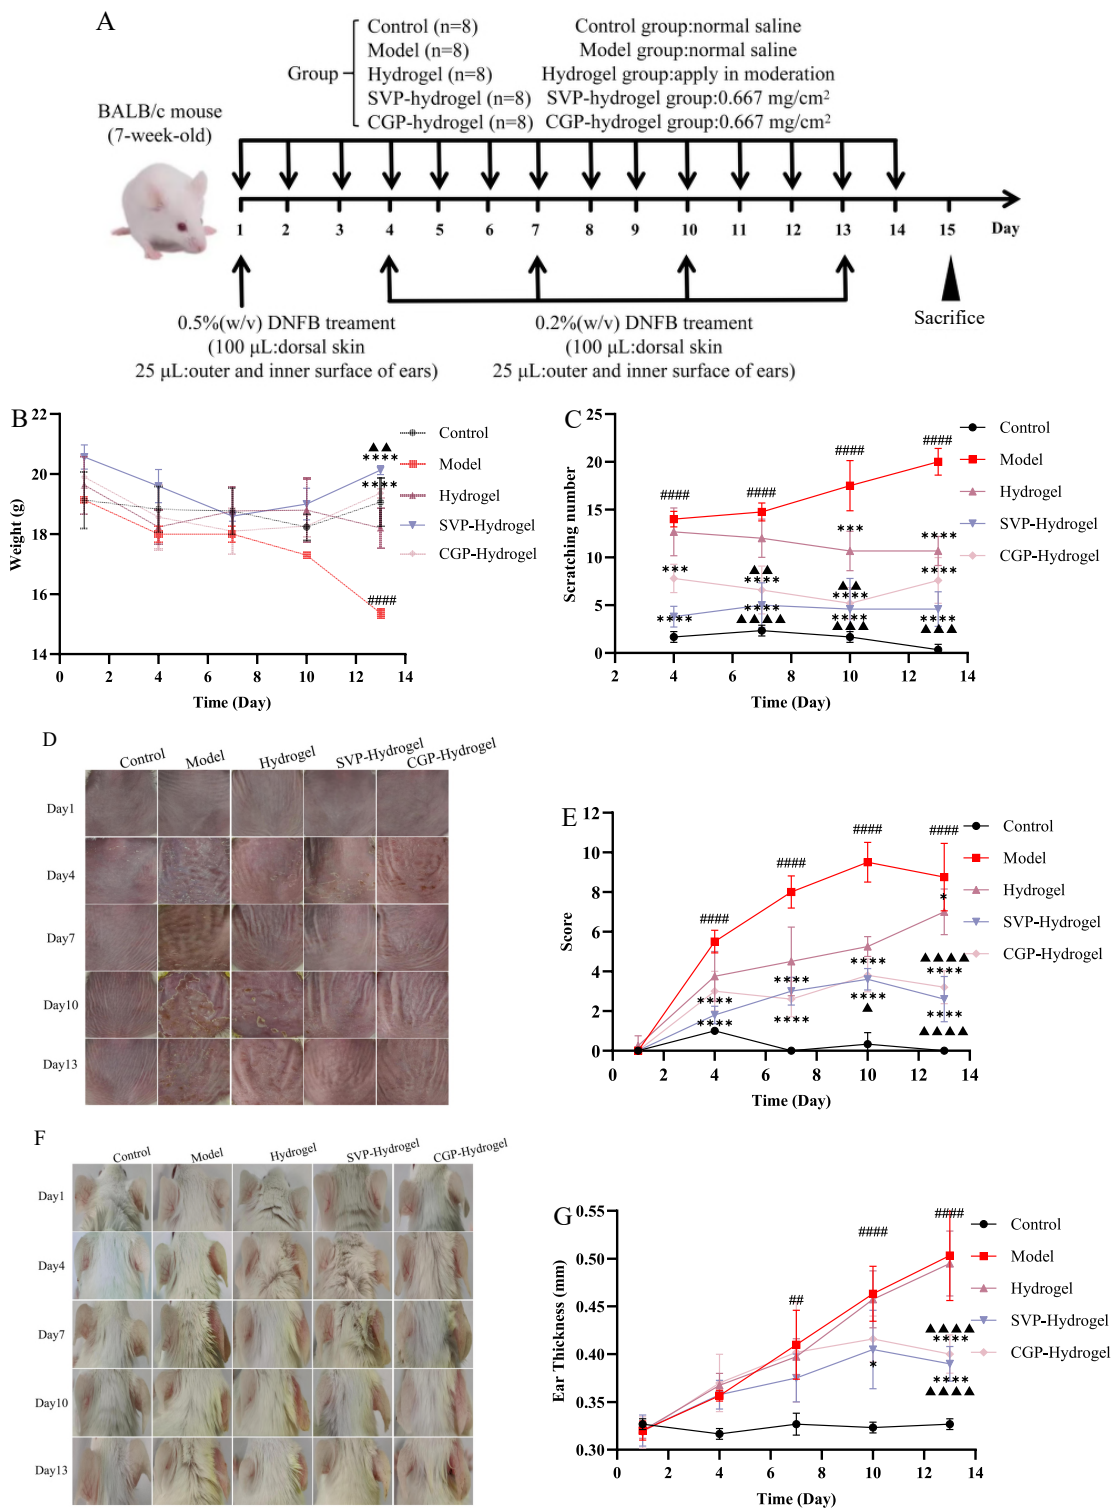 A
Group
Control (n=8) Control group:normal saline
Model (n=8) Model group:normal saline
Hydrogel (n=8) Hydrogel group:apply in moderation
SVP-hydrogel (n=8) SVP-hydrogel group:0.667 mg/cm²
CGP-hydrogel (n=8) CGP-hydrogel group:0.667 mg/cm²
BALB/c mouse
(7-week-old)
1 2 3 4 5 6 7 8 9 10 11 12 13 14 15 Day
0.5%(w/v) DNFB treament
(100 μL:dorsal skin
25 μL:outer and inner surface of ears)
0.2%(w/v) DNFB treament
(100 μL:dorsal skin
25 μL:outer and inner surface of ears)
Sacrifice
B
Weight (g)
22
20
18
16
14
0 2 4 6 8 10 12 14
Time (Day)
▲▲
****
****
####
Control
Model
Hydrogel
SVP-Hydrogel
CGP-Hydrogel
C
Scratching number
25
20
15
10
5
0
2 4 6 8 10 12 14
Time (Day)
#### #### #### ####
*** ****
*** ▲▲ **** ▲▲ **** ****
**** **** **** ****
▲▲▲▲ ▲▲▲ ▲▲▲
Control
Model
Hydrogel
SVP-Hydrogel
CGP-Hydrogel
D
Control Model Hydrogel SVP-Hydrogel CGP-Hydrogel
Day1
Day4
Day7
Day10
Day13
E
Score
12
10
8
6
4
2
0
0 2 4 6 8 10 12 14
Time (Day)
#### #### #### ####
*
▲▲▲▲
**** **** **** ****
**** **** **** ****
▲ ▲▲▲▲
Control
Model
Hydrogel
SVP-Hydrogel
CGP-Hydrogel
F
Control Model Hydrogel SVP-Hydrogel CGP-Hydrogel
Day1
Day4
Day7
Day10
Day13
G
Ear Thickness (mm)
0.55
0.50
0.45
0.40
0.35
0.30
0 2 4 6 8 10 12 14
Time (Day)
## #### ####
▲▲▲▲
****
*
****
▲▲▲▲
Control
Model
Hydrogel
SVP-Hydrogel
CGP-Hydrogel